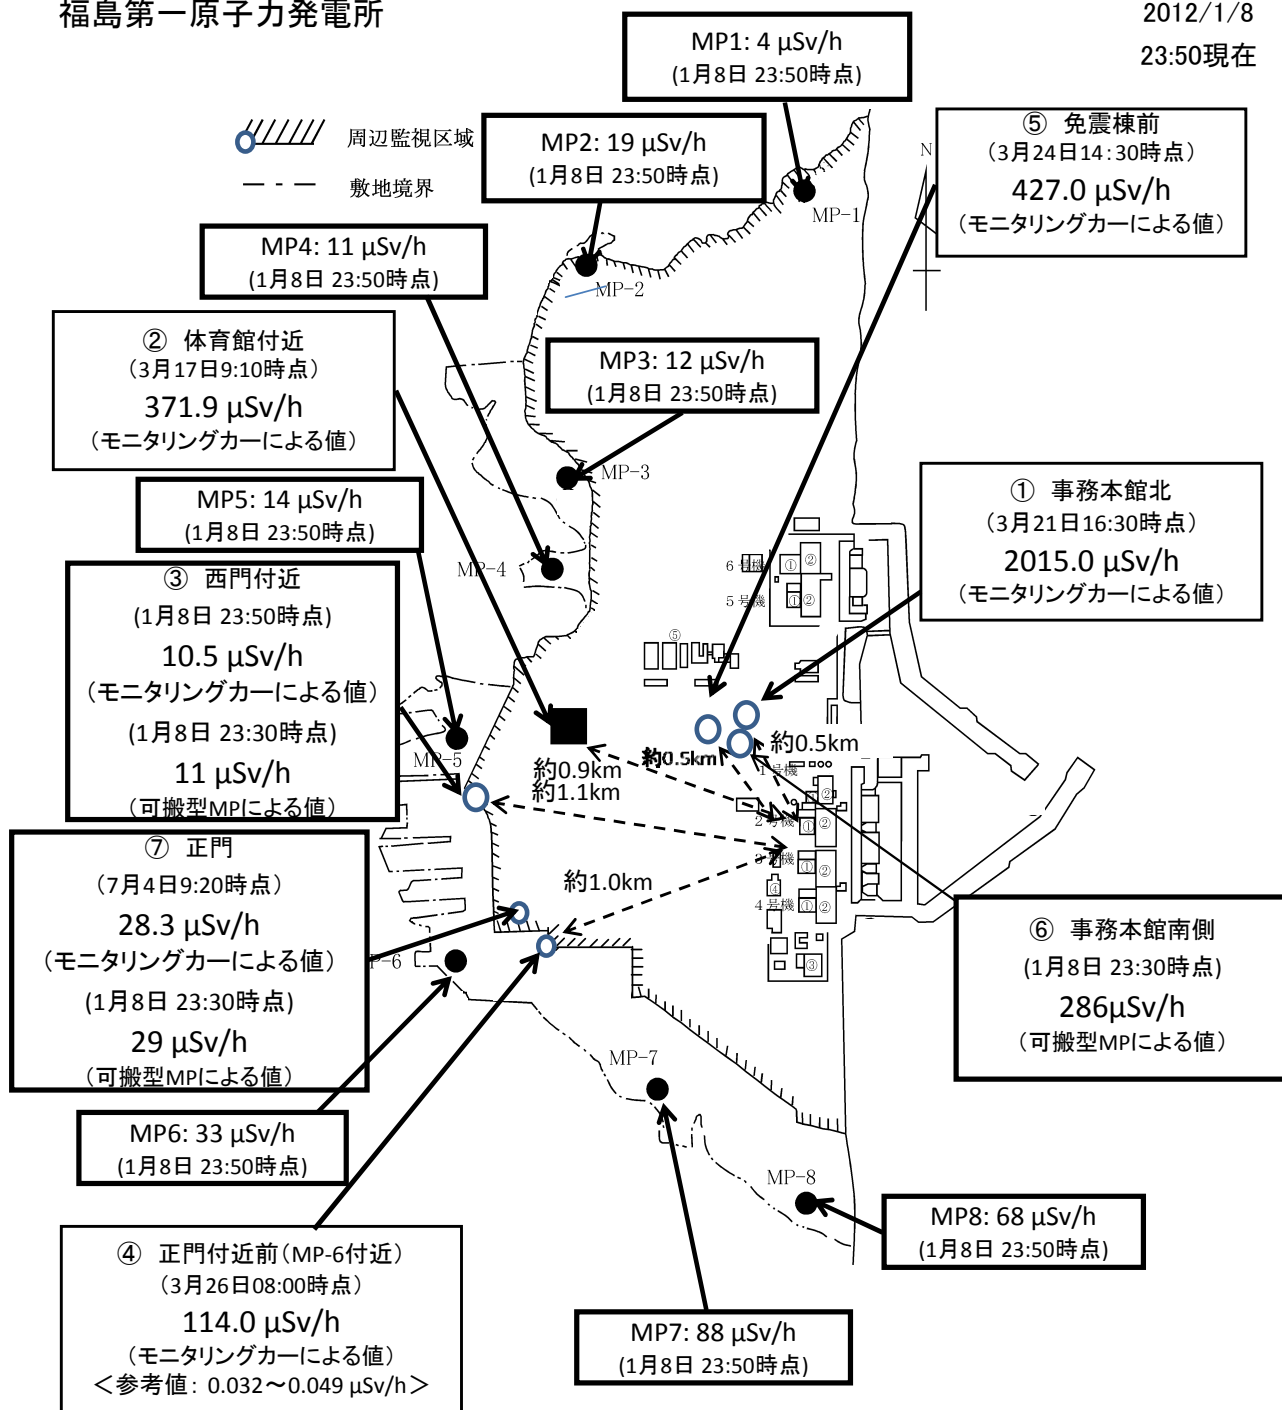 福島第一原子力発電所
2012/1/8
23:50現在
周辺監視区域
敷地境界
MP1: 4 μSv/h
(1月8日 23:50時点)
MP2: 19 μSv/h
(1月8日 23:50時点)
⑤ 免震棟前
(3月24日14:30時点)
427.0 μSv/h
(モニタリングカーによる値)
N
MP-1
MP4: 11 μSv/h
(1月8日 23:50時点)
MP-2
② 体育館付近
(3月17日9:10時点)
371.9 μSv/h
(モニタリングカーによる値)
MP3: 12 μSv/h
(1月8日 23:50時点)
MP-3
MP5: 14 μSv/h
(1月8日 23:50時点)
① 事務本館北
(3月21日16:30時点)
2015.0 μSv/h
(モニタリングカーによる値)
MP-4
6号機
① ②
5号機
① ②
③ 西門付近
(1月8日 23:50時点)
10.5 μSv/h
(モニタリングカーによる値)
(1月8日 23:30時点)
11 μSv/h
(可搬型MPによる値)
⑤
MP-5
約0.9km
約1.1km
約0.5km
約0.5km
1号機
②
2号機
① ②
3号機
① ②
④
4号機
① ②
③
約1.0km
⑦ 正門
(7月4日9:20時点)
28.3 μSv/h
(モニタリングカーによる値)
(1月8日 23:30時点)
29 μSv/h
(可搬型MPによる値)
P-6
⑥ 事務本館南側
(1月8日 23:30時点)
286μSv/h
(可搬型MPによる値)
MP-7
MP6: 33 μSv/h
(1月8日 23:50時点)
MP-8
MP8: 68 μSv/h
(1月8日 23:50時点)
④ 正門付近前(MP-6付近)
(3月26日08:00時点)
114.0 μSv/h
(モニタリングカーによる値)
<参考値: 0.032~0.049 μSv/h>
MP7: 88 μSv/h
(1月8日 23:50時点)